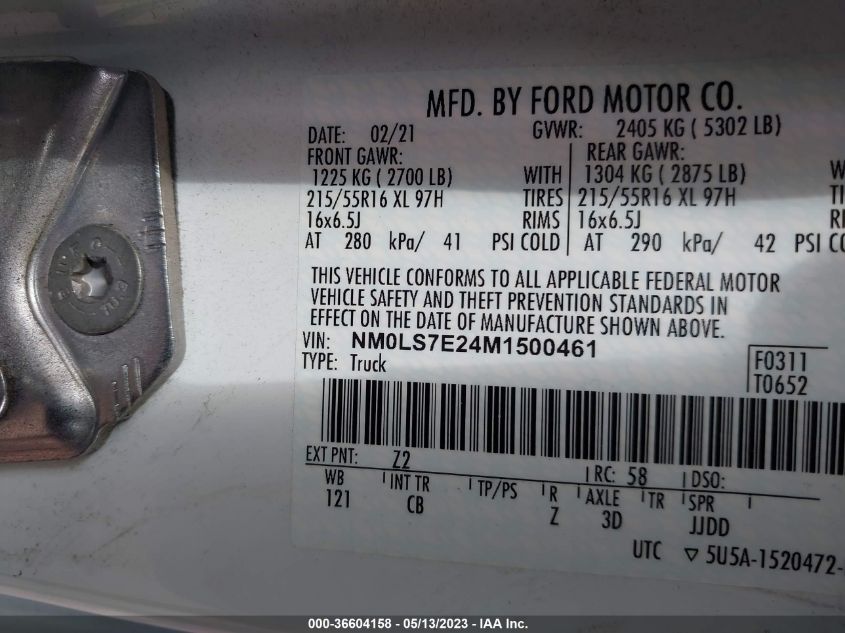 MFD. BY FORD MOTOR CO.
DATE: 02/21 GVWR: 2405 KG ( 5302 LB)
FRONT GAWR: REAR GAWR:
1225 KG ( 2700 LB) WITH 1304 KG ( 2875 LB)
215/55R16 XL 97H TIRES 215/55R16 XL 97H
16x6.5J RIMS 16x6.5J
AT 280 kPa/ 41 PSI COLD AT 290 kPa/ 42 PSI
THIS VEHICLE CONFORMS TO ALL APPLICABLE FEDERAL MOTOR
VEHICLE SAFETY AND THEFT PREVENTION STANDARDS IN
EFFECT ON THE DATE OF MANUFACTURE SHOWN ABOVE.
VIN: NM0LS7E24M1500461
TYPE: Truck
F0311
T0652
EXT PNT: Z2 RC: 58 DSO:
WB INT TR TP/PS R AXLE TR SPR
121 CB Z 3D JJDD
UTC ▽ 5U5A-1520472-
000-36604158 - 05/13/2023 - IAA Inc.